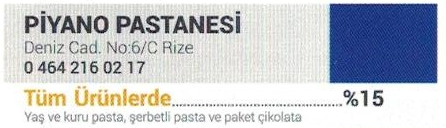 PİYANO PASTANESİ
Deniz Cad. No:6/C Rize
0 464 216 02 17
Tüm Ürünlerde..........................................%15
Yaş ve kuru pasta, şerbetli pasta ve paket çikolata